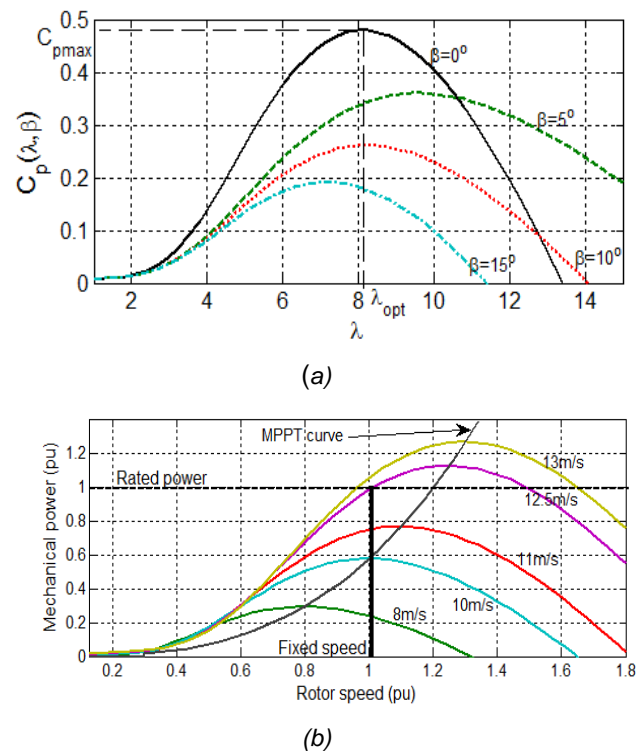 0.5
C_pmax
0.4
0.3
0.2
0.1
0
C_p(λ,β)
β=0°
β=5°
β=10°
β=15°
2 4 6 8 λ_opt 10 12 14
λ
(a)
MPPT curve
1.2
1
0.8
0.6
0.4
0.2
0
Mechanical power (pu)
Rated power
13m/s
12.5m/s
11m/s
10m/s
8m/s
Fixed speed
0.2 0.4 0.6 0.8 1 1.2 1.4 1.6 1.8
Rotor speed (pu)
(b)